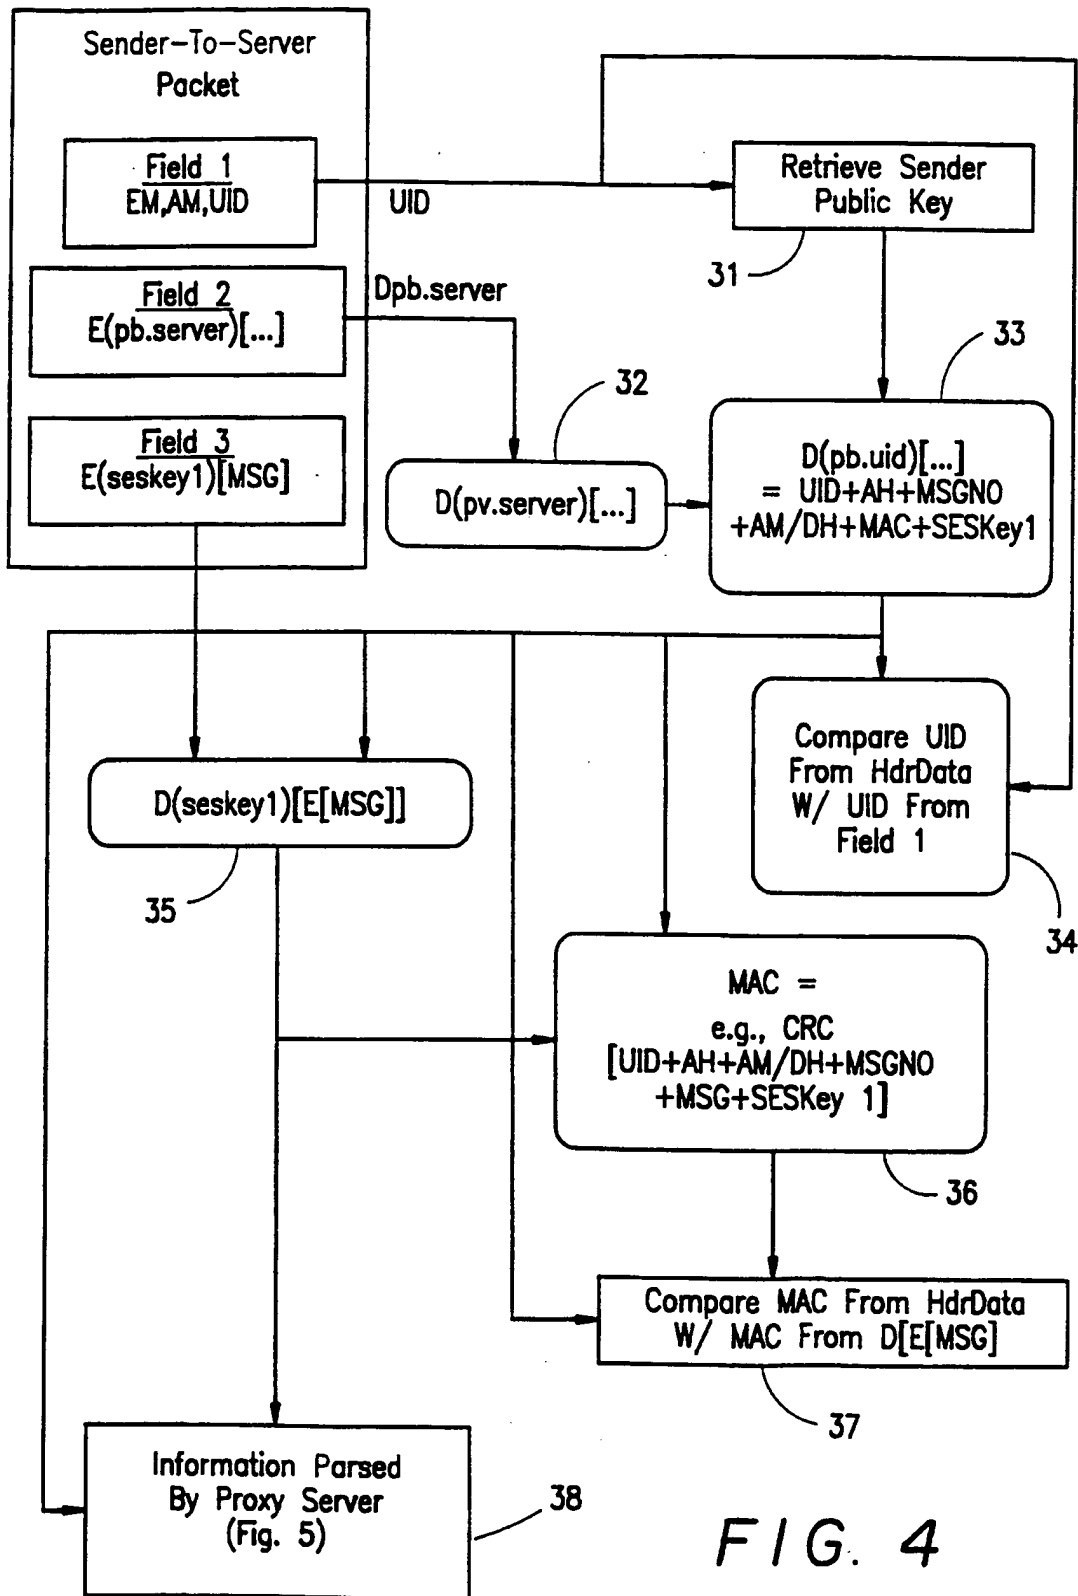 Sender-To-Server
Packet
Field 1
EM,AM,UID
UID
Retrieve Sender
Public Key
31
Field 2
E(pb.server)[...]
Dpb.server
33
32
Field 3
E(seskey1)[MSG]
D(pv.server)[...]
D(pb.uid)[...]
= UID+AH+MSGNO
+AM/DH+MAC+SESKey1
Compare UID
From HdrData
W/ UID From
Field 1
34
D(seskey1)[E[MSG]]
35
MAC =
e.g., CRC
[UID+AH+AM/DH+MSGNO
+MSG+SESKey 1]
36
Compare MAC From HdrData
W/ MAC From D[E[MSG]
37
Information Parsed
By Proxy Server
(Fig. 5)
38
FIG. 4